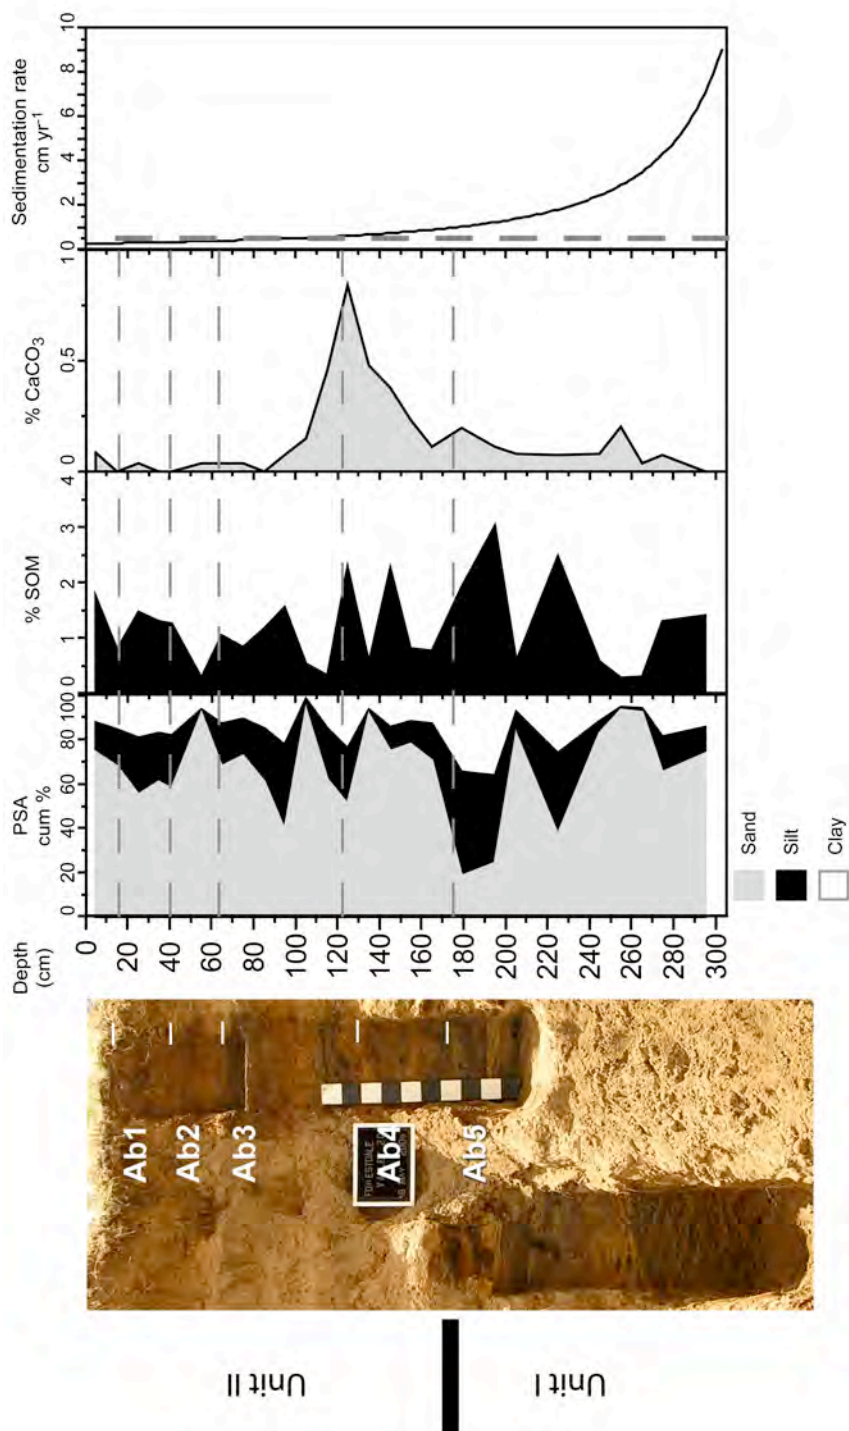 Sedimentation rate
cm yr⁻¹
0 2 4 6 8 10
% CaCO₃
0 0.5 1
% SOM
0 1 2 3 4
PSA
cum %
0 20 40 60 80 100
Depth
(cm)
0 20 40 60 80 100 120 140 160 180 200 220 240 260 280 300
Sand
Silt
Clay
Ab1
Ab2
Ab3
Ab4
Ab5
FORESTDALE
Unit II
Unit I